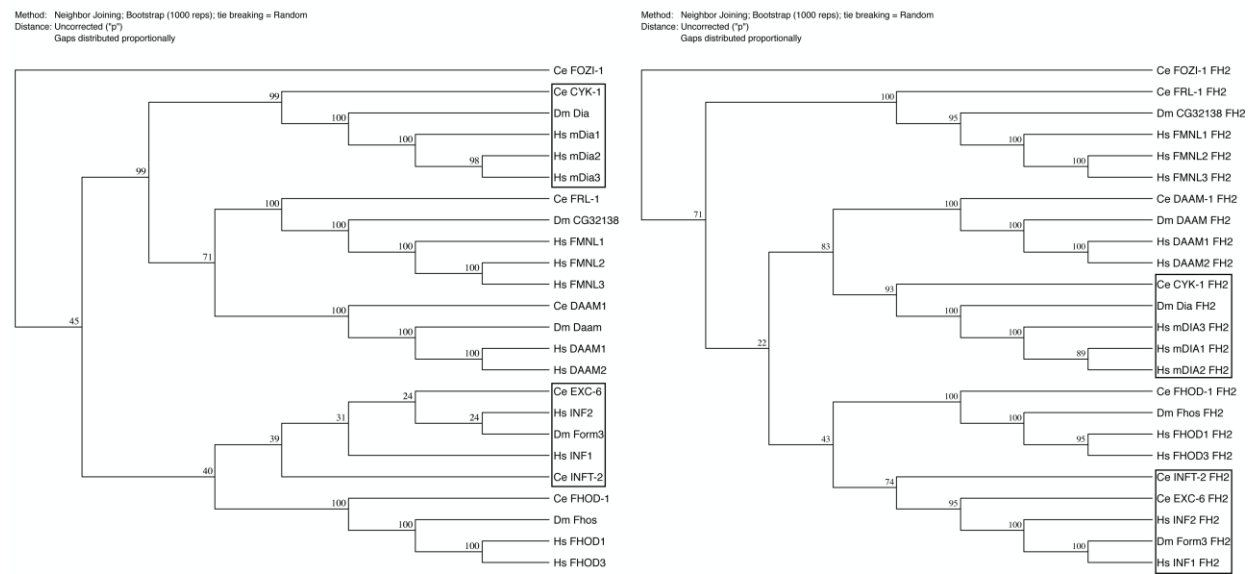 Method: Neighbor Joining; Bootstrap (1000 reps); tie breaking = Random
Distance: Uncorrected ("p")
Gaps distributed proportionally
Ce FOZI-1
99
Ce CYK-1
100
Dm Dia
100
Hs mDia1
98
Hs mDia2
Hs mDia3
99
100
Ce FRL-1
100
Dm CG32138
100
Hs FMNL1
100
Hs FMNL2
Hs FMNL3
71
100
Ce DAAM1
100
Dm Daam
100
Hs DAAM1
Hs DAAM2
45
24
Ce EXC-6
24
Hs INF2
31
Dm Form3
39
Hs INF1
40
Ce INFT-2
100
Ce FHOD-1
100
Dm Fhos
100
Hs FHOD1
Hs FHOD3
Method: Neighbor Joining; Bootstrap (1000 reps); tie breaking = Random
Distance: Uncorrected ("p")
Gaps distributed proportionally
Ce FOZI-1 FH2
100
Ce FRL-1 FH2
95
Dm CG32138 FH2
100
Hs FMNL1 FH2
100
Hs FMNL2 FH2
Hs FMNL3 FH2
71
100
Ce DAAM-1 FH2
100
Dm DAAM FH2
83
100
Hs DAAM1 FH2
Hs DAAM2 FH2
93
Ce CYK-1 FH2
100
Dm Dia FH2
100
Hs mDIA3 FH2
22
89
Hs mDIA1 FH2
Hs mDIA2 FH2
100
Ce FHOD-1 FH2
100
Dm Fhos FH2
43
95
Hs FHOD1 FH2
Hs FHOD3 FH2
74
Ce INFT-2 FH2
95
Ce EXC-6 FH2
100
Hs INF2 FH2
100
Dm Form3 FH2
Hs INF1 FH2